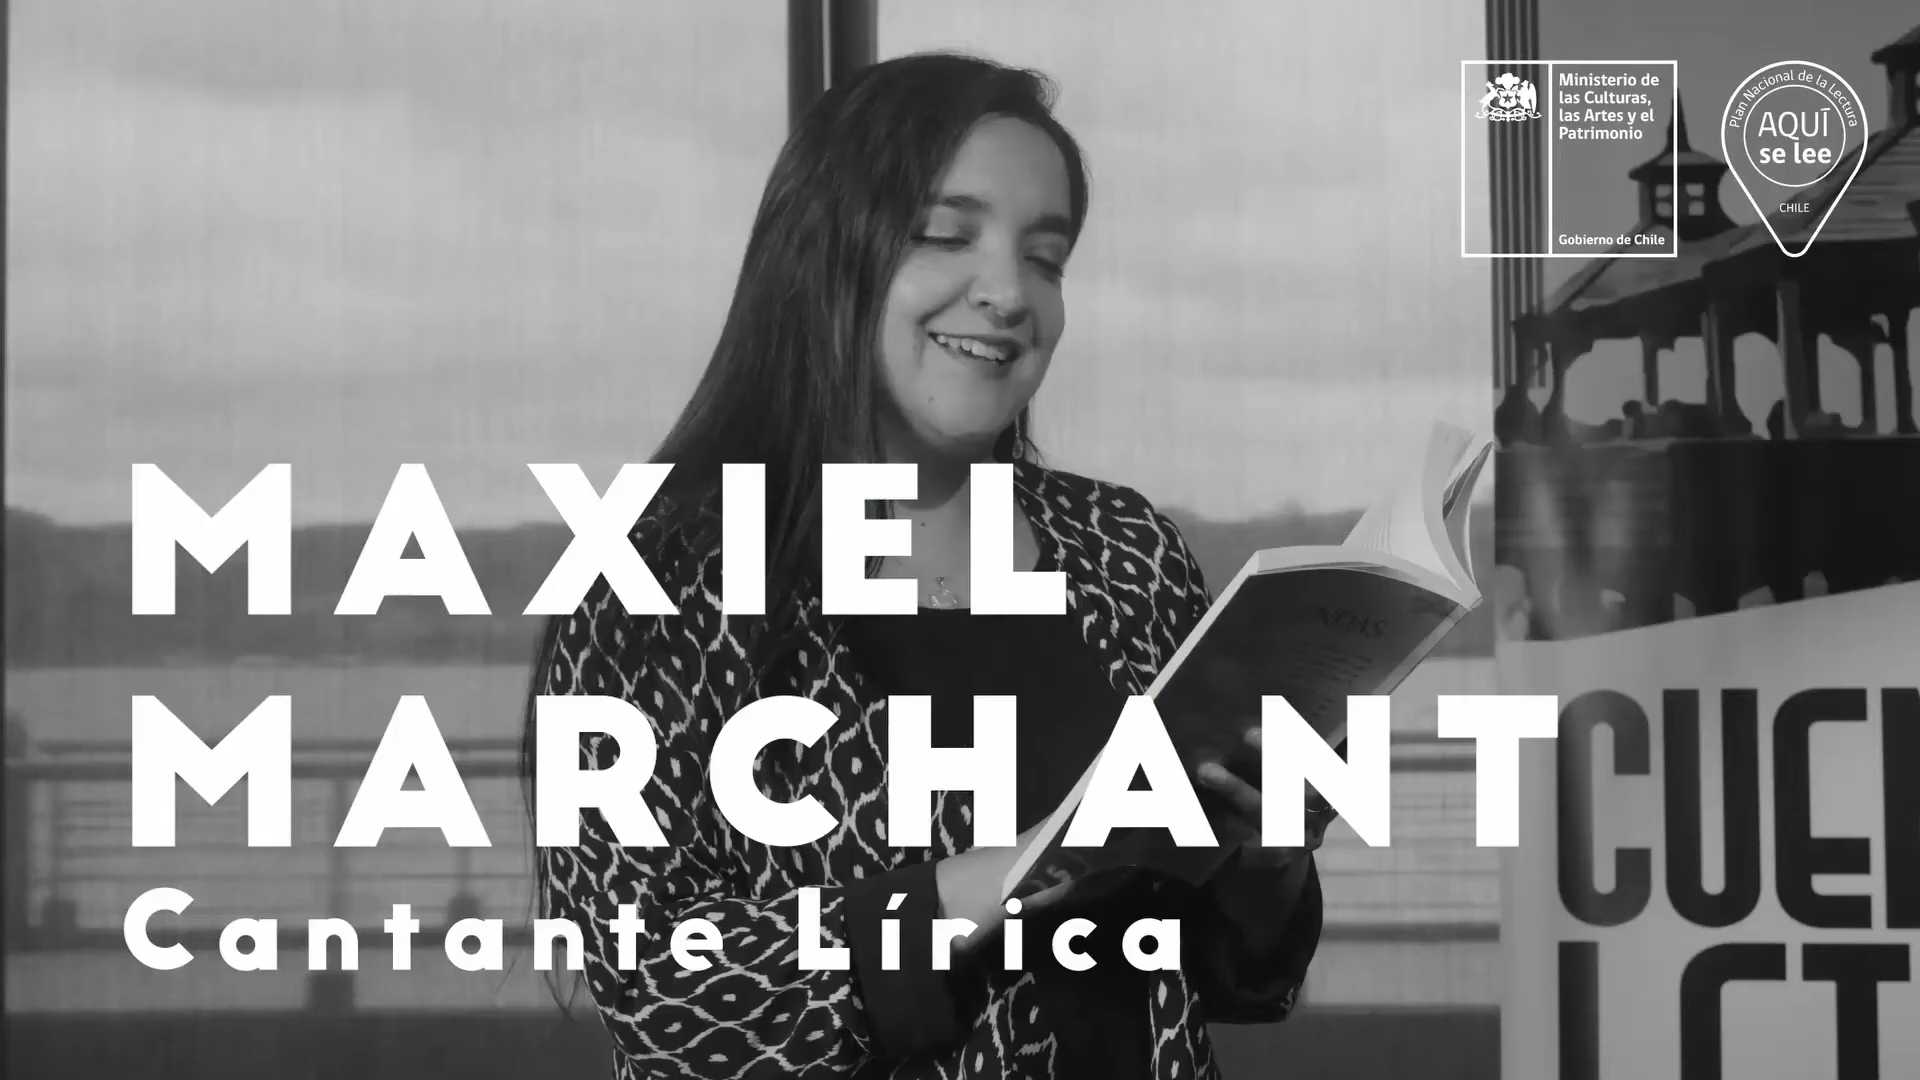 Ministerio de
las Culturas,
las Artes y el
Patrimonio
Gobierno de Chile
Plan Nacional de la Lectura
AQUÍ
se lee
CHILE
MAXIEL
MARCHANT
Cantante Lírica
CUEN